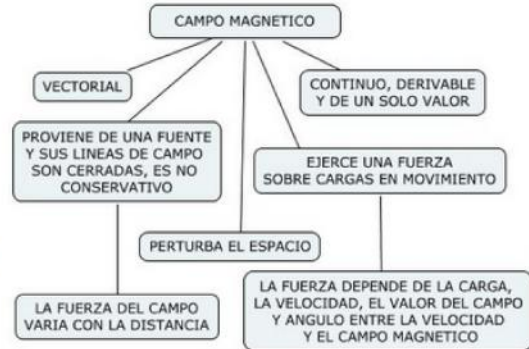 CAMPO MAGNETICO
VECTORIAL
CONTINUO, DERIVABLE
Y DE UN SOLO VALOR
PROVIENE DE UNA FUENTE
Y SUS LINEAS DE CAMPO
SON CERRADAS, ES NO
CONSERVATIVO
EJERCE UNA FUERZA
SOBRE CARGAS EN MOVIMIENTO
PERTURBA EL ESPACIO
LA FUERZA DEL CAMPO
VARIA CON LA DISTANCIA
LA FUERZA DEPENDE DE LA CARGA,
LA VELOCIDAD, EL VALOR DEL CAMPO
Y ANGULO ENTRE LA VELOCIDAD
Y EL CAMPO MAGNETICO